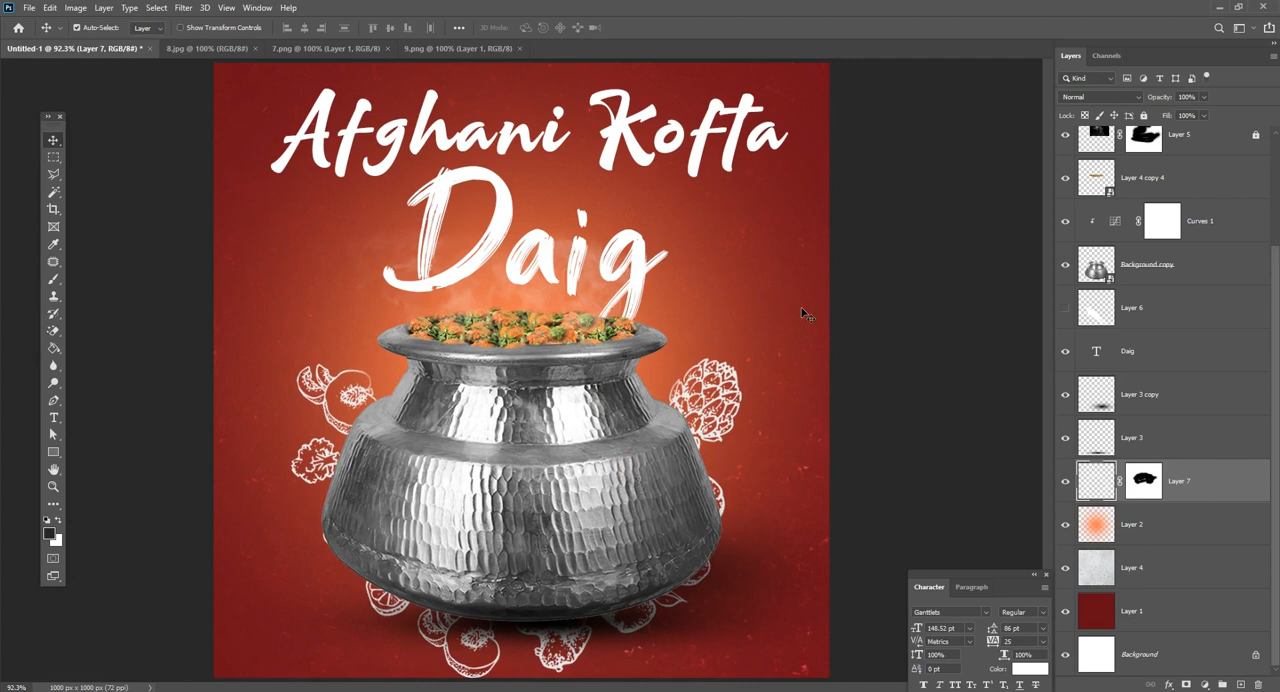 Ps File Edit Image Layer Type Select Filter 3D View Window Help
Auto-Select: Layer Show Transform Controls 3D Mode:
Untitled-1 @ 92.3% (Layer 7, RGB/8#) * × 8.jpg @ 100% (RGB/8#) × 7.png @ 100% (Layer 1, RGB/8) × 9.png @ 100% (Layer 1, RGB/8) ×
Layers Channels
Kind
Normal Opacity: 100%
Lock: Fill: 100%
Layer 5
Layer 4 copy 4
Curves 1
Background copy
Layer 6
Daig
Layer 3 copy
Layer 3
Layer 7
Layer 2
Layer 4
Layer 1
Background
Afghani Kofta
Daig
Character Paragraph
Ganttlets Regular
148.52 pt 86 pt
Metrics 25
100% 100%
0 pt Color:
92.3% 1000 px x 1000 px (72 ppi)